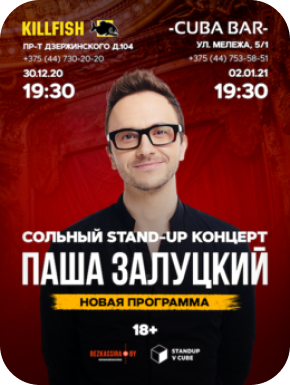 KILLFISH
ПР-Т ДЗЕРЖИНСКОГО Д.104
+375 (44) 730-20-20
30.12.20
19:30
-CUBA BAR-
УЛ. МЕЛЕЖА, 5/1
+375 (44) 753-58-51
02.01.21
19:30
СОЛЬНЫЙ STAND-UP КОНЦЕРТ
ПАША ЗАЛУЦКИЙ
НОВАЯ ПРОГРАММА
18+
BEZKASSIRA BY
STANDUP
V CUBE